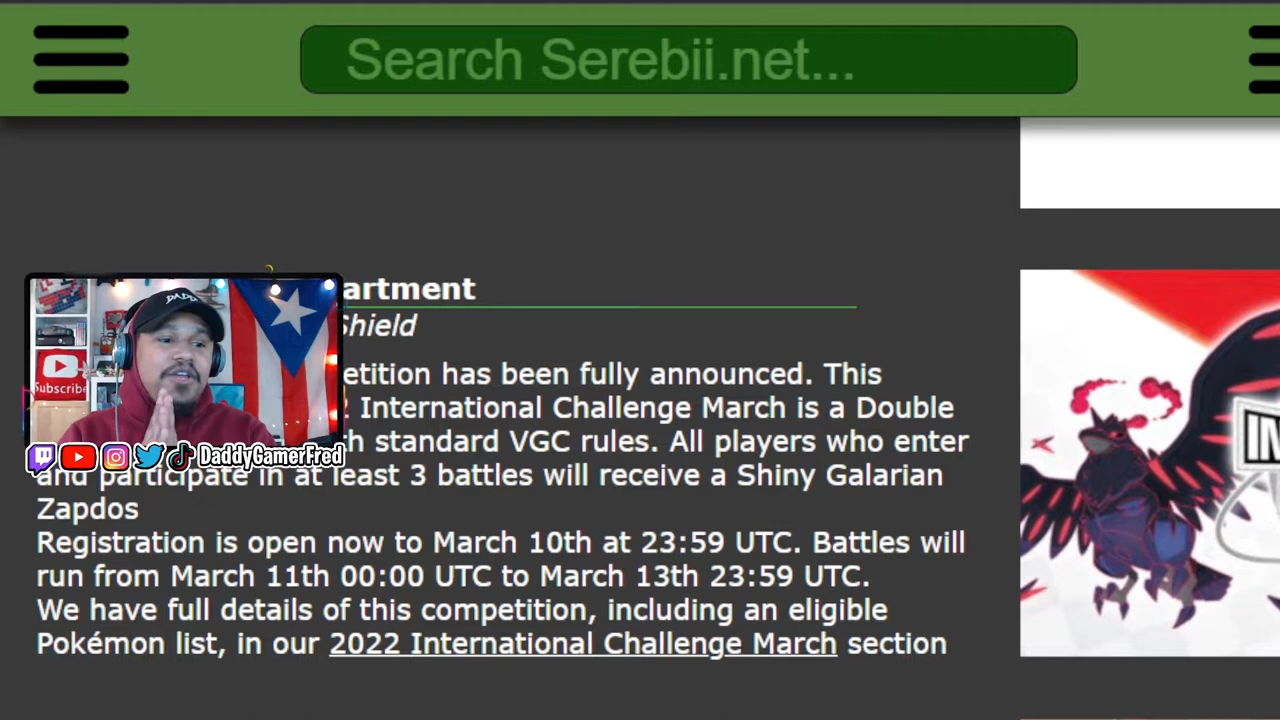 Search Serebii.net...
artment
Shield
etition has been fully announced. This
International Challenge March is a Double
h standard VGC rules. All players who enter
and participate in at least 3 battles will receive a Shiny Galarian
Zapdos
Registration is open now to March 10th at 23:59 UTC. Battles will
run from March 11th 00:00 UTC to March 13th 23:59 UTC.
We have full details of this competition, including an eligible
Pokémon list, in our 2022 International Challenge March section
DADDY
Subscribe
DaddyGamerFred
IN